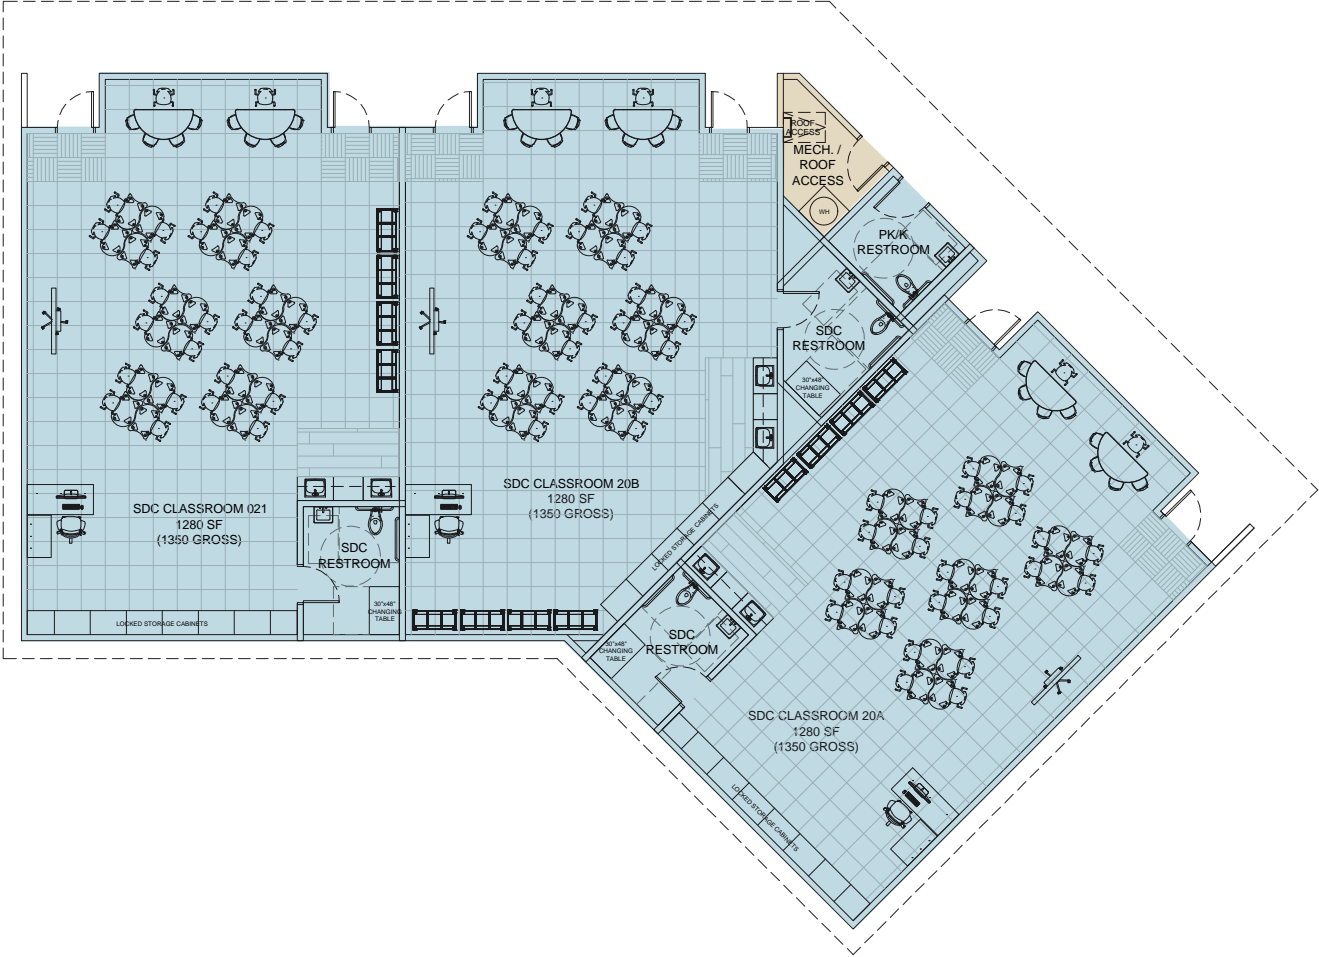 ROOF
ACCESS
MECH. /
ROOF
ACCESS
WH
PK/K
RESTROOM
SDC
RESTROOM
30"x48"
CHANGING
TABLE
SDC CLASSROOM 021
1280 SF
(1350 GROSS)
SDC CLASSROOM 20B
1280 SF
(1350 GROSS)
LOCKED STORAGE CABINETS
SDC
RESTROOM
30"x48"
CHANGING
TABLE
LOCKED STORAGE CABINETS
SDC
RESTROOM
30"x48"
CHANGING
TABLE
SDC CLASSROOM 20A
1280 SF
(1350 GROSS)
LOCKED STORAGE CABINETS